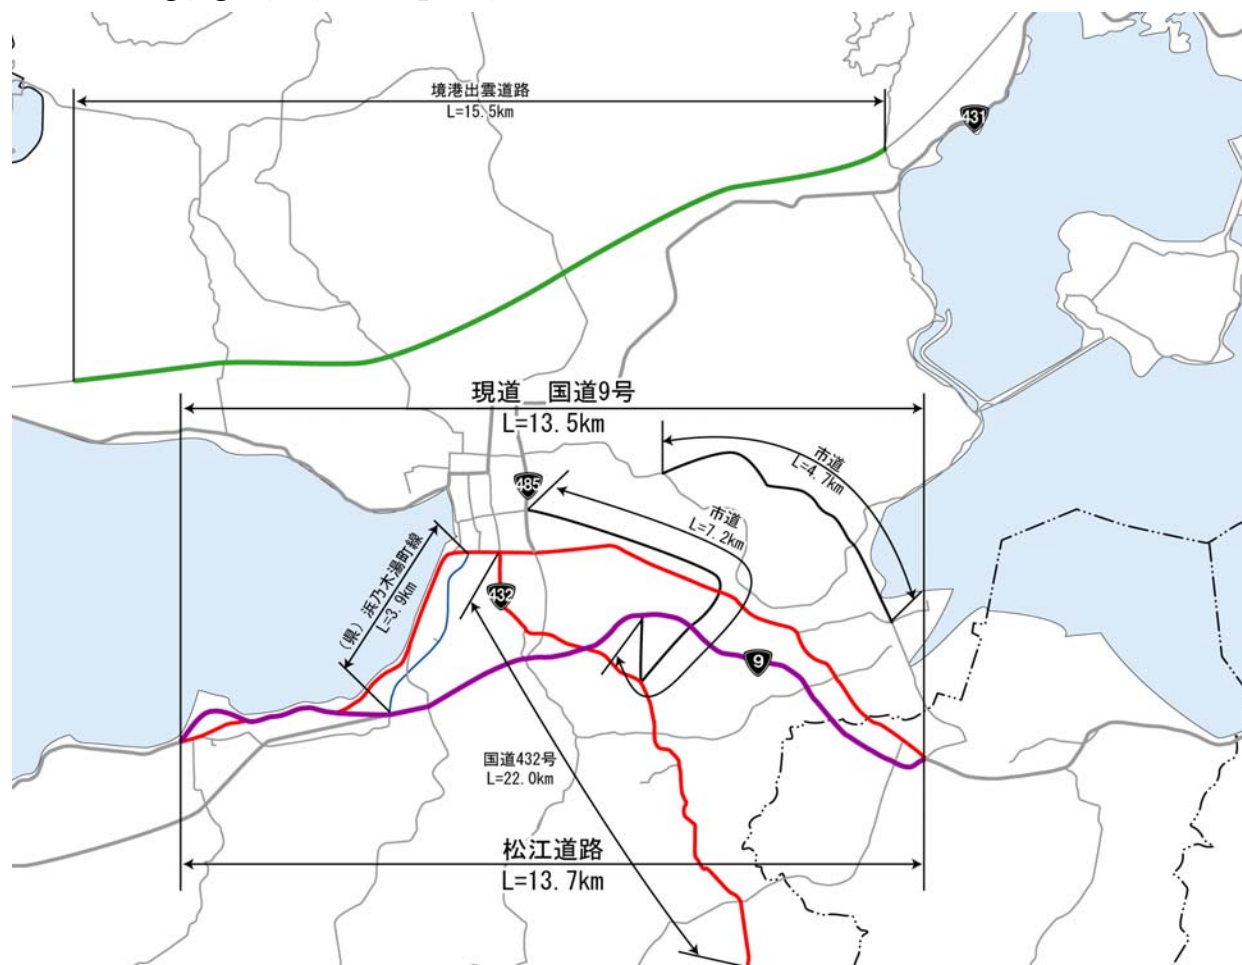 境港出雲道路
L=15.5km
431
現道 国道9号
L=13.5km
市道
L=4.7km
485
市道
L=7.2km
(県)浜乃木湯町線
L=3.9km
432
9
国道432号
L=22.0km
松江道路
L=13.7km